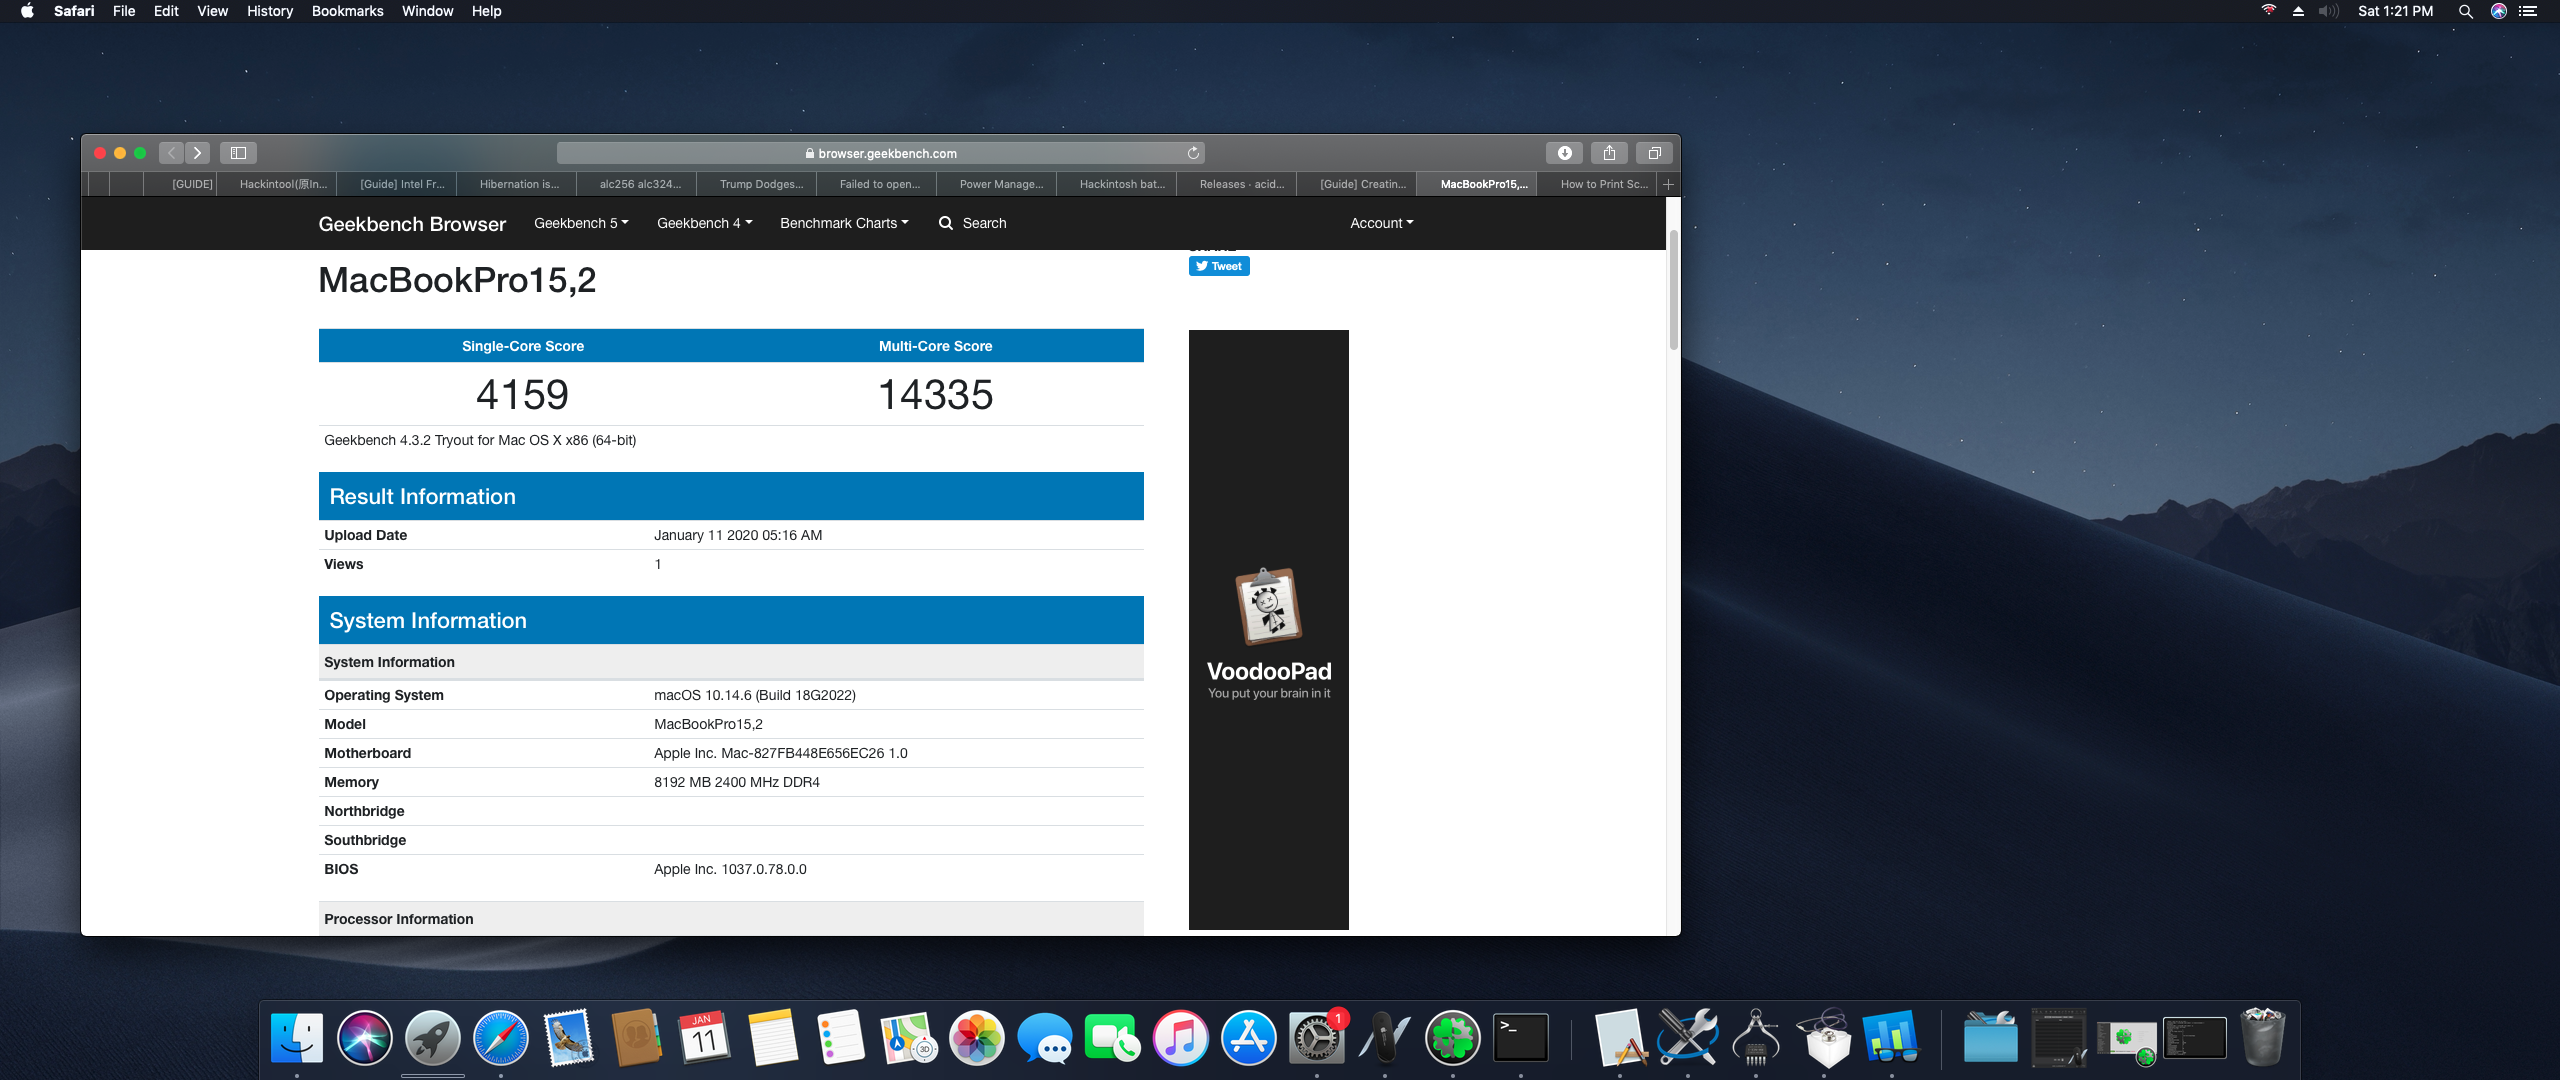 Safari File Edit View History Bookmarks Window Help Sat 1:21 PM
browser.geekbench.com
[GUIDE] Hackintool(原In... [Guide] Intel Fr... Hibernation is... alc256 alc324... Trump Dodges... Failed to open... Power Manage... Hackintosh bat... Releases · acid... [Guide] Creatin... MacBookPro15,... How to Print Sc...
Geekbench Browser Geekbench 5 Geekbench 4 Benchmark Charts Search Account
Tweet
MacBookPro15,2
Single-Core Score Multi-Core Score
4159 14335
Geekbench 4.3.2 Tryout for Mac OS X x86 (64-bit)
Result Information
Upload Date January 11 2020 05:16 AM
Views 1
System Information
System Information
Operating System macOS 10.14.6 (Build 18G2022)
Model MacBookPro15,2
Motherboard Apple Inc. Mac-827FB448E656EC26 1.0
Memory 8192 MB 2400 MHz DDR4
Northbridge
Southbridge
BIOS Apple Inc. 1037.0.78.0.0
Processor Information
VoodooPad
You put your brain in it
JAN
11
3D
1
>_